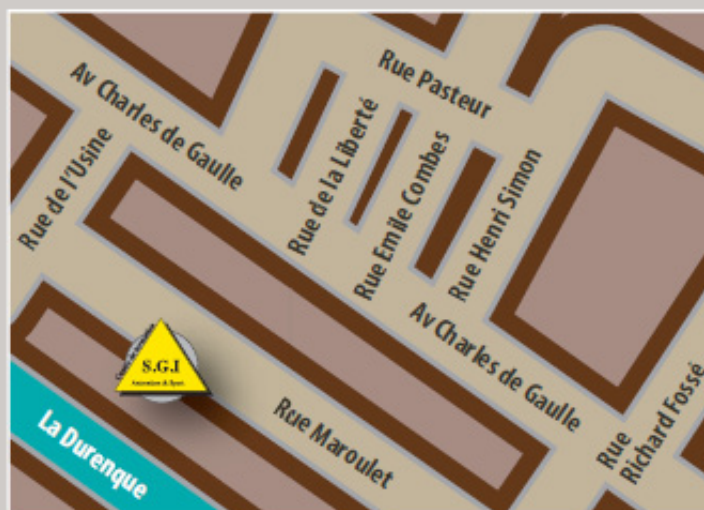 Rue Pasteur
Av Charles de Gaulle
Rue de la Liberté
Rue de l'Usine
Rue Emile Combes
Rue Henri Simon
Av Charles de Gaulle
S.G.I
Rue
Richard Fossé
Rue Maroulet
La Durenque